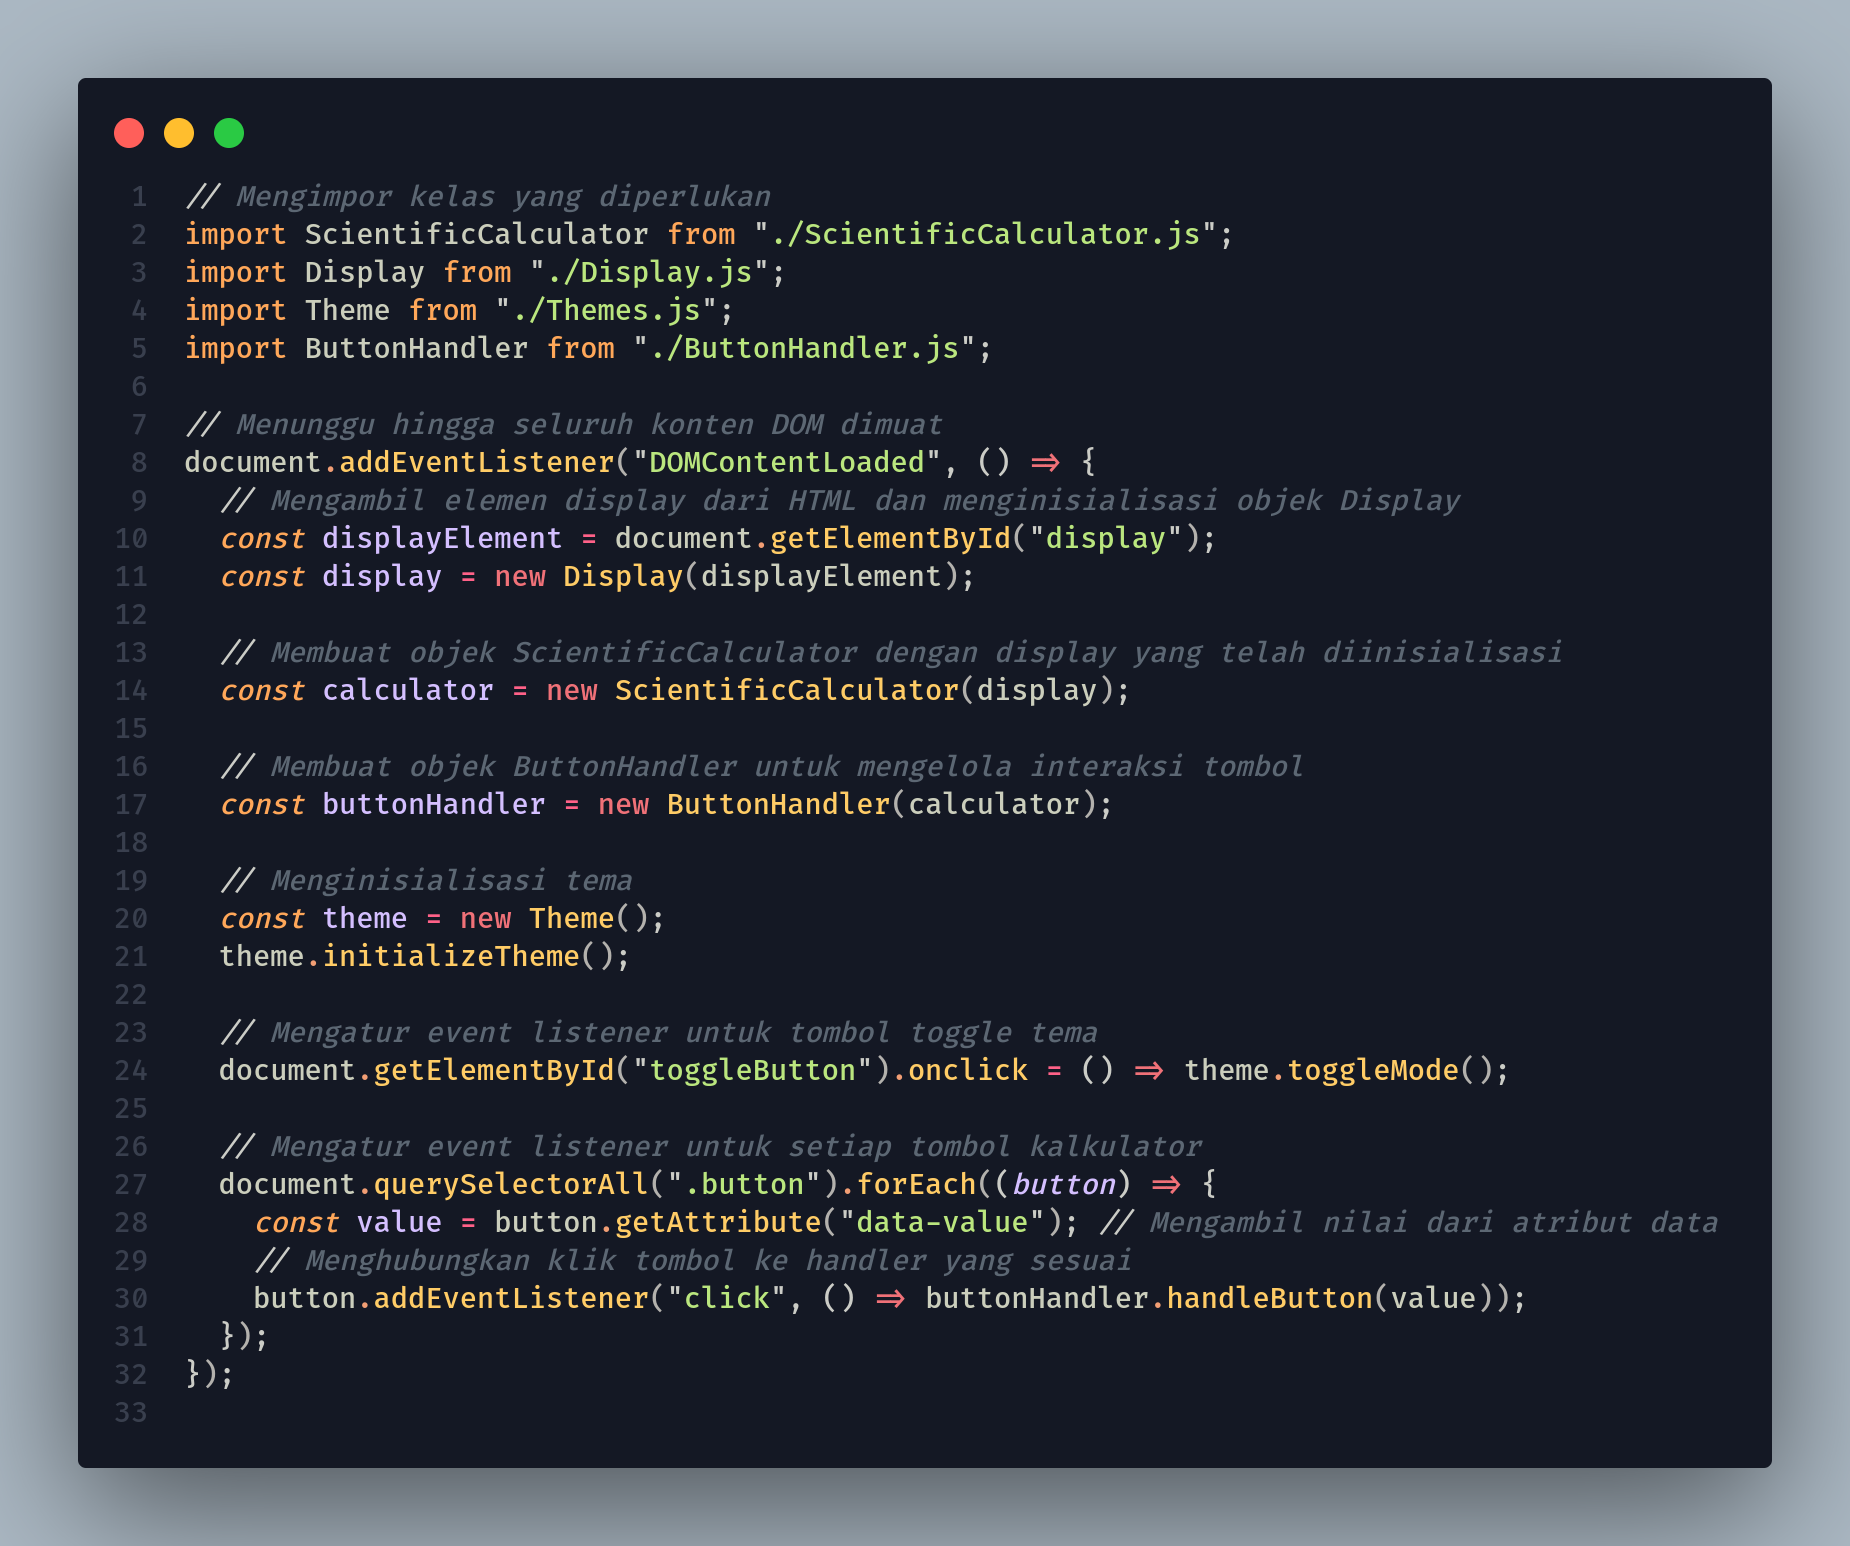 1 // Mengimpor kelas yang diperlukan
2 import ScientificCalculator from "./ScientificCalculator.js";
3 import Display from "./Display.js";
4 import Theme from "./Themes.js";
5 import ButtonHandler from "./ButtonHandler.js";
6
7 // Menunggu hingga seluruh konten DOM dimuat
8 document.addEventListener("DOMContentLoaded", () => {
9   // Mengambil elemen display dari HTML dan menginisialisasi objek Display
10   const displayElement = document.getElementById("display");
11   const display = new Display(displayElement);
12
13   // Membuat objek ScientificCalculator dengan display yang telah diinisialisasi
14   const calculator = new ScientificCalculator(display);
15
16   // Membuat objek ButtonHandler untuk mengelola interaksi tombol
17   const buttonHandler = new ButtonHandler(calculator);
18
19   // Menginisialisasi tema
20   const theme = new Theme();
21   theme.initializeTheme();
22
23   // Mengatur event listener untuk tombol toggle tema
24   document.getElementById("toggleButton").onclick = () => theme.toggleMode();
25
26   // Mengatur event listener untuk setiap tombol kalkulator
27   document.querySelectorAll(".button").forEach((button) => {
28     const value = button.getAttribute("data-value"); // Mengambil nilai dari atribut data
29     // Menghubungkan klik tombol ke handler yang sesuai
30     button.addEventListener("click", () => buttonHandler.handleButton(value));
31   });
32 });
33